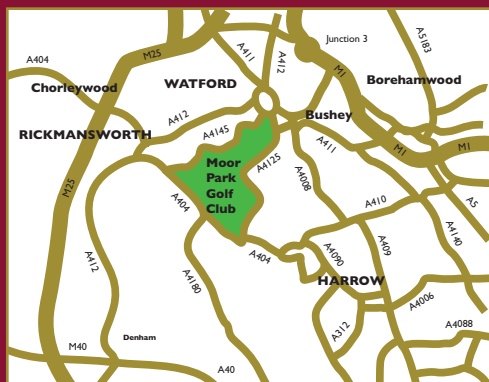 A404
M25
A411
A412
Junction 3
A5183
Chorleywood
WATFORD
M1
Borehamwood
A412
Bushey
RICKMANSWORTH
A4145
A411
M1
M1
Moor
Park
Golf
Club
A4125
A4008
M25
A404
A410
A5
A412
A404
A4090
A409
A4140
HARROW
A4180
A4006
A312
A4088
Denham
M40
A40